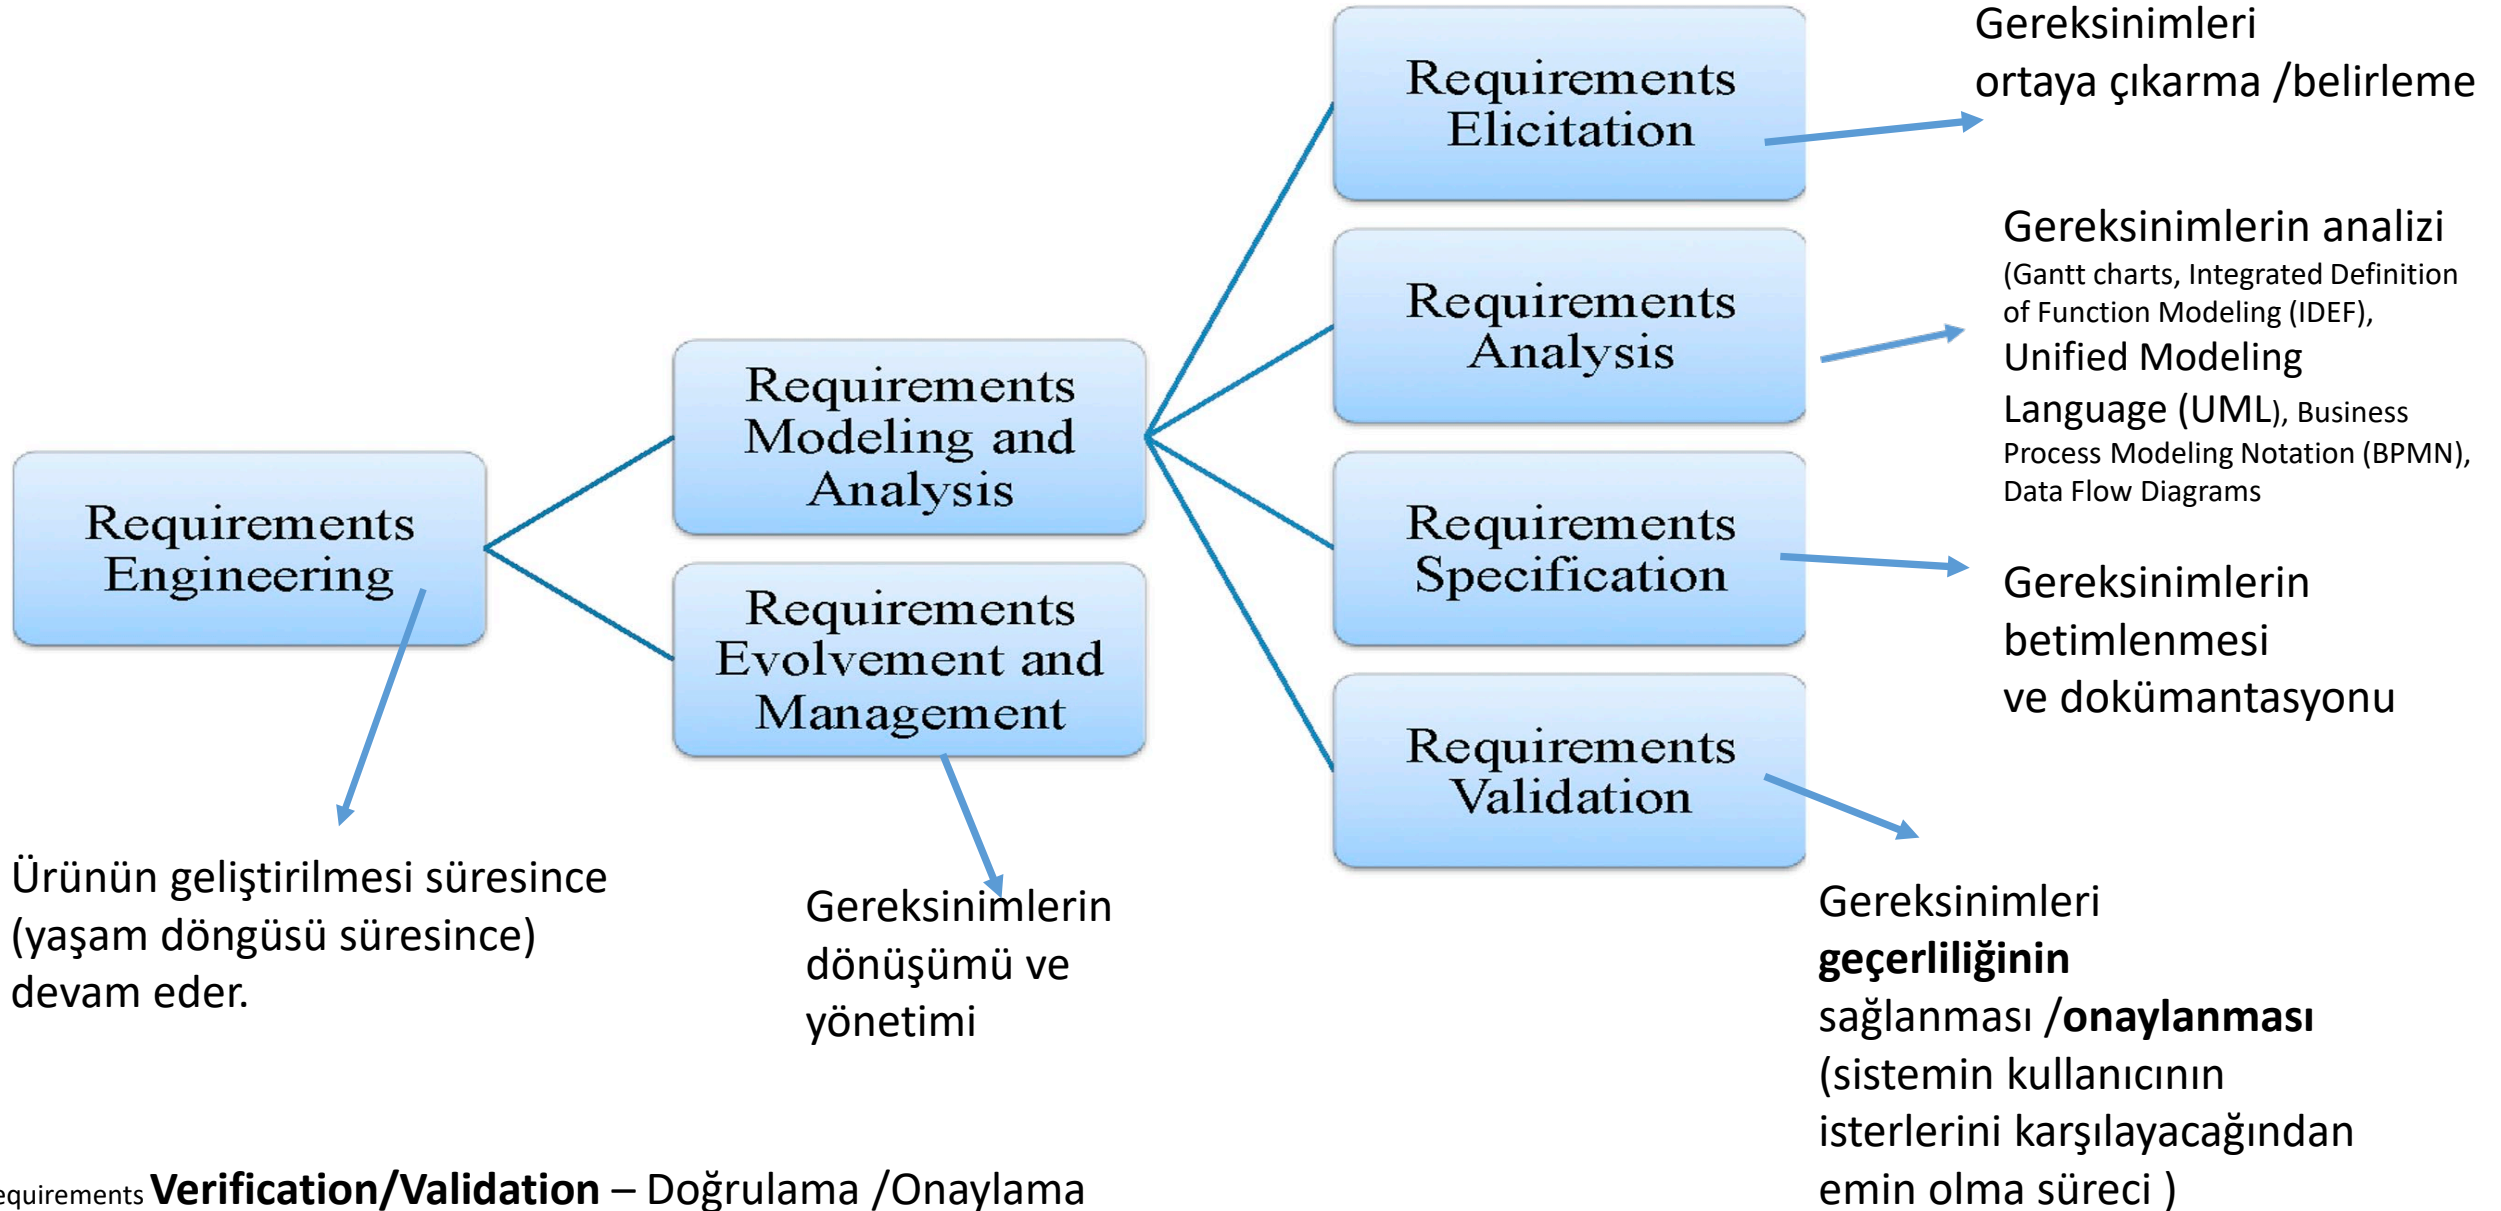 Requirements
Engineering
Ürünün geliştirilmesi süresince
(yaşam döngüsü süresince)
devam eder.
Requirements
Modeling and
Analysis
Requirements
Evolvement and
Management
Gereksinimlerin
dönüşümü ve
yönetimi
Requirements
Elicitation
Gereksinimleri
ortaya çıkarma /belirleme
Requirements
Analysis
Gereksinimlerin analizi
(Gantt charts, Integrated Definition
of Function Modeling (IDEF),
Unified Modeling
Language (UML), Business
Process Modeling Notation (BPMN),
Data Flow Diagrams
Requirements
Specification
Gereksinimlerin
betimlenmesi
ve dokümantasyonu
Requirements
Validation
Gereksinimleri
geçerliliğinin
sağlanması /onaylanması
(sistemin kullanıcının
isterlerini karşılayacağından
emin olma süreci )
equirements Verification/Validation – Doğrulama /Onaylama